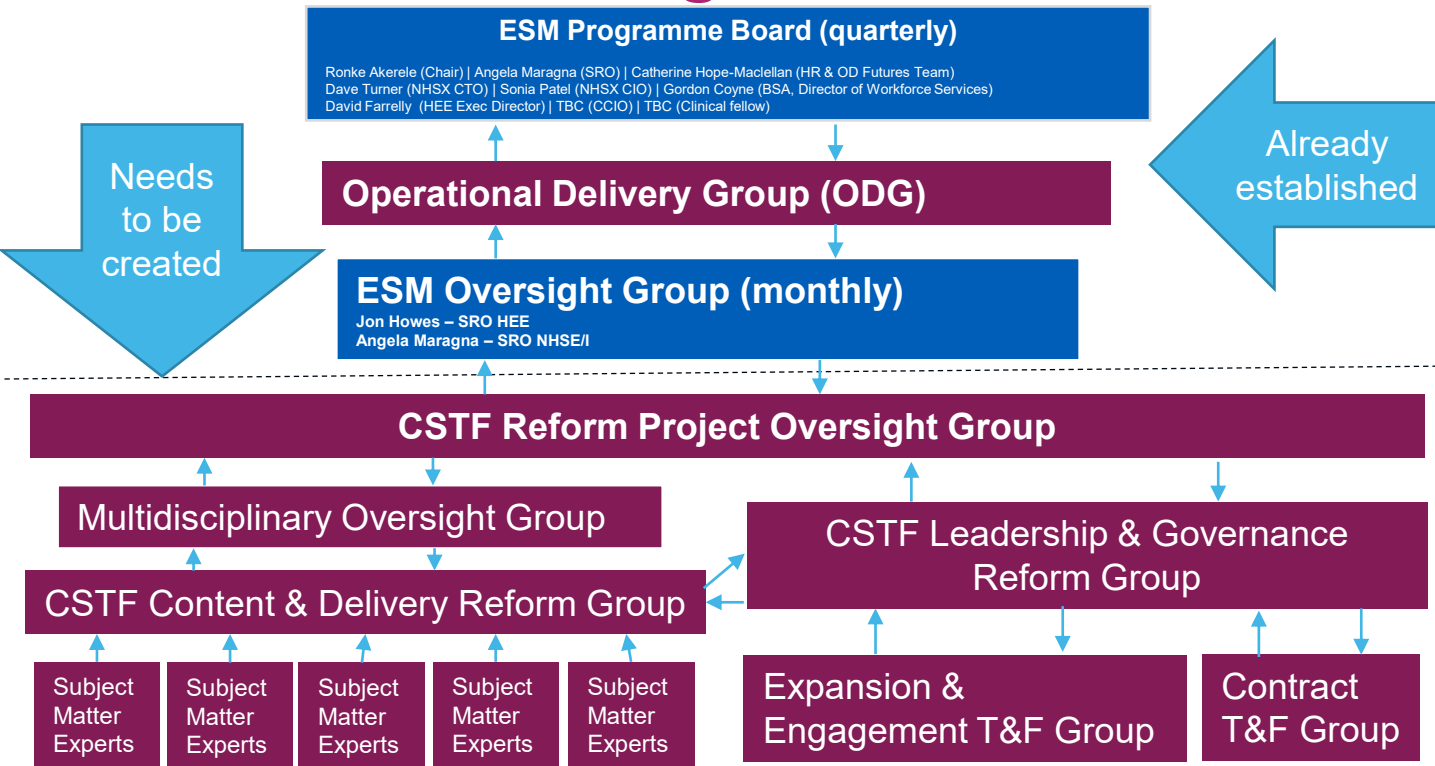 ESM Programme Board (quarterly)
Ronke Akerele (Chair) | Angela Maragna (SRO) | Catherine Hope-Maclellan (HR & OD Futures Team)
Dave Turner (NHSX CTO) | Sonia Patel (NHSX CIO) | Gordon Coyne (BSA, Director of Workforce Services)
David Farrelly (HEE Exec Director) | TBC (CCIO) | TBC (Clinical fellow)
Needs
to be
created
Already
established
Operational Delivery Group (ODG)
ESM Oversight Group (monthly)
Jon Howes – SRO HEE
Angela Maragna – SRO NHSE/I
CSTF Reform Project Oversight Group
Multidisciplinary Oversight Group
CSTF Leadership & Governance
Reform Group
CSTF Content & Delivery Reform Group
Subject
Matter
Experts
Subject
Matter
Experts
Subject
Matter
Experts
Subject
Matter
Experts
Subject
Matter
Experts
Expansion &
Engagement T&F Group
Contract
T&F Group